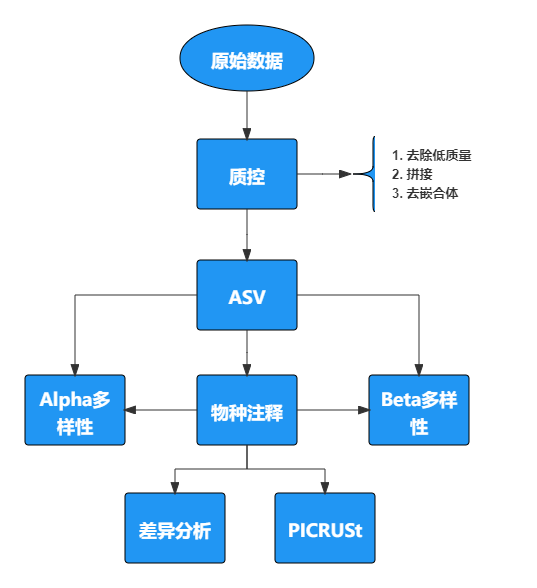 原始数据
质控
1. 去除低质量
2. 拼接
3. 去嵌合体
ASV
Alpha多
样性
物种注释
Beta多样
性
差异分析
PICRUSt